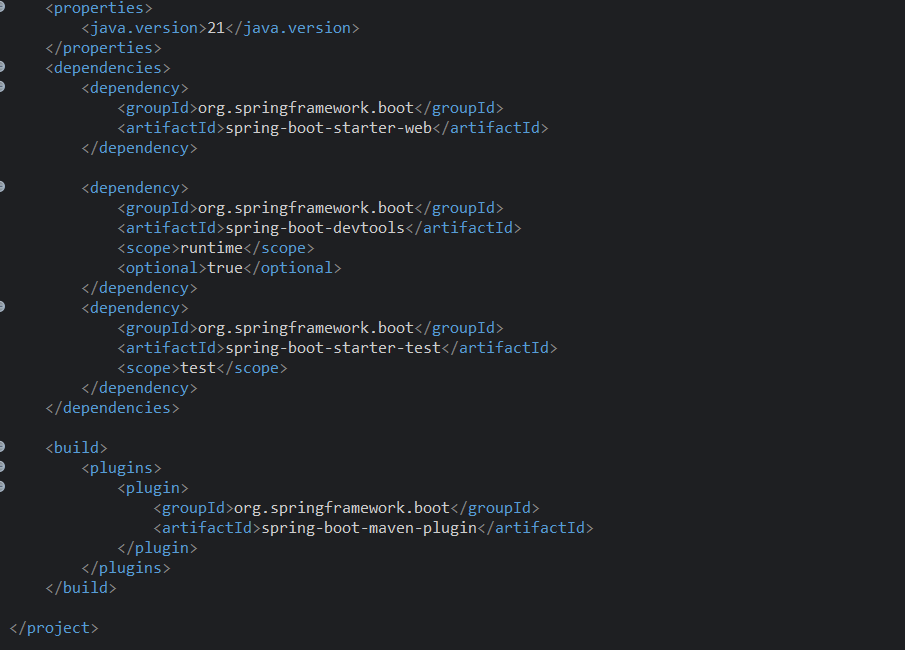 <properties>
<java.version>21</java.version>
</properties>
<dependencies>
<dependency>
<groupId>org.springframework.boot</groupId>
<artifactId>spring-boot-starter-web</artifactId>
</dependency>
<dependency>
<groupId>org.springframework.boot</groupId>
<artifactId>spring-boot-devtools</artifactId>
<scope>runtime</scope>
<optional>true</optional>
</dependency>
<dependency>
<groupId>org.springframework.boot</groupId>
<artifactId>spring-boot-starter-test</artifactId>
<scope>test</scope>
</dependency>
</dependencies>
<build>
<plugins>
<plugin>
<groupId>org.springframework.boot</groupId>
<artifactId>spring-boot-maven-plugin</artifactId>
</plugin>
</plugins>
</build>
</project>